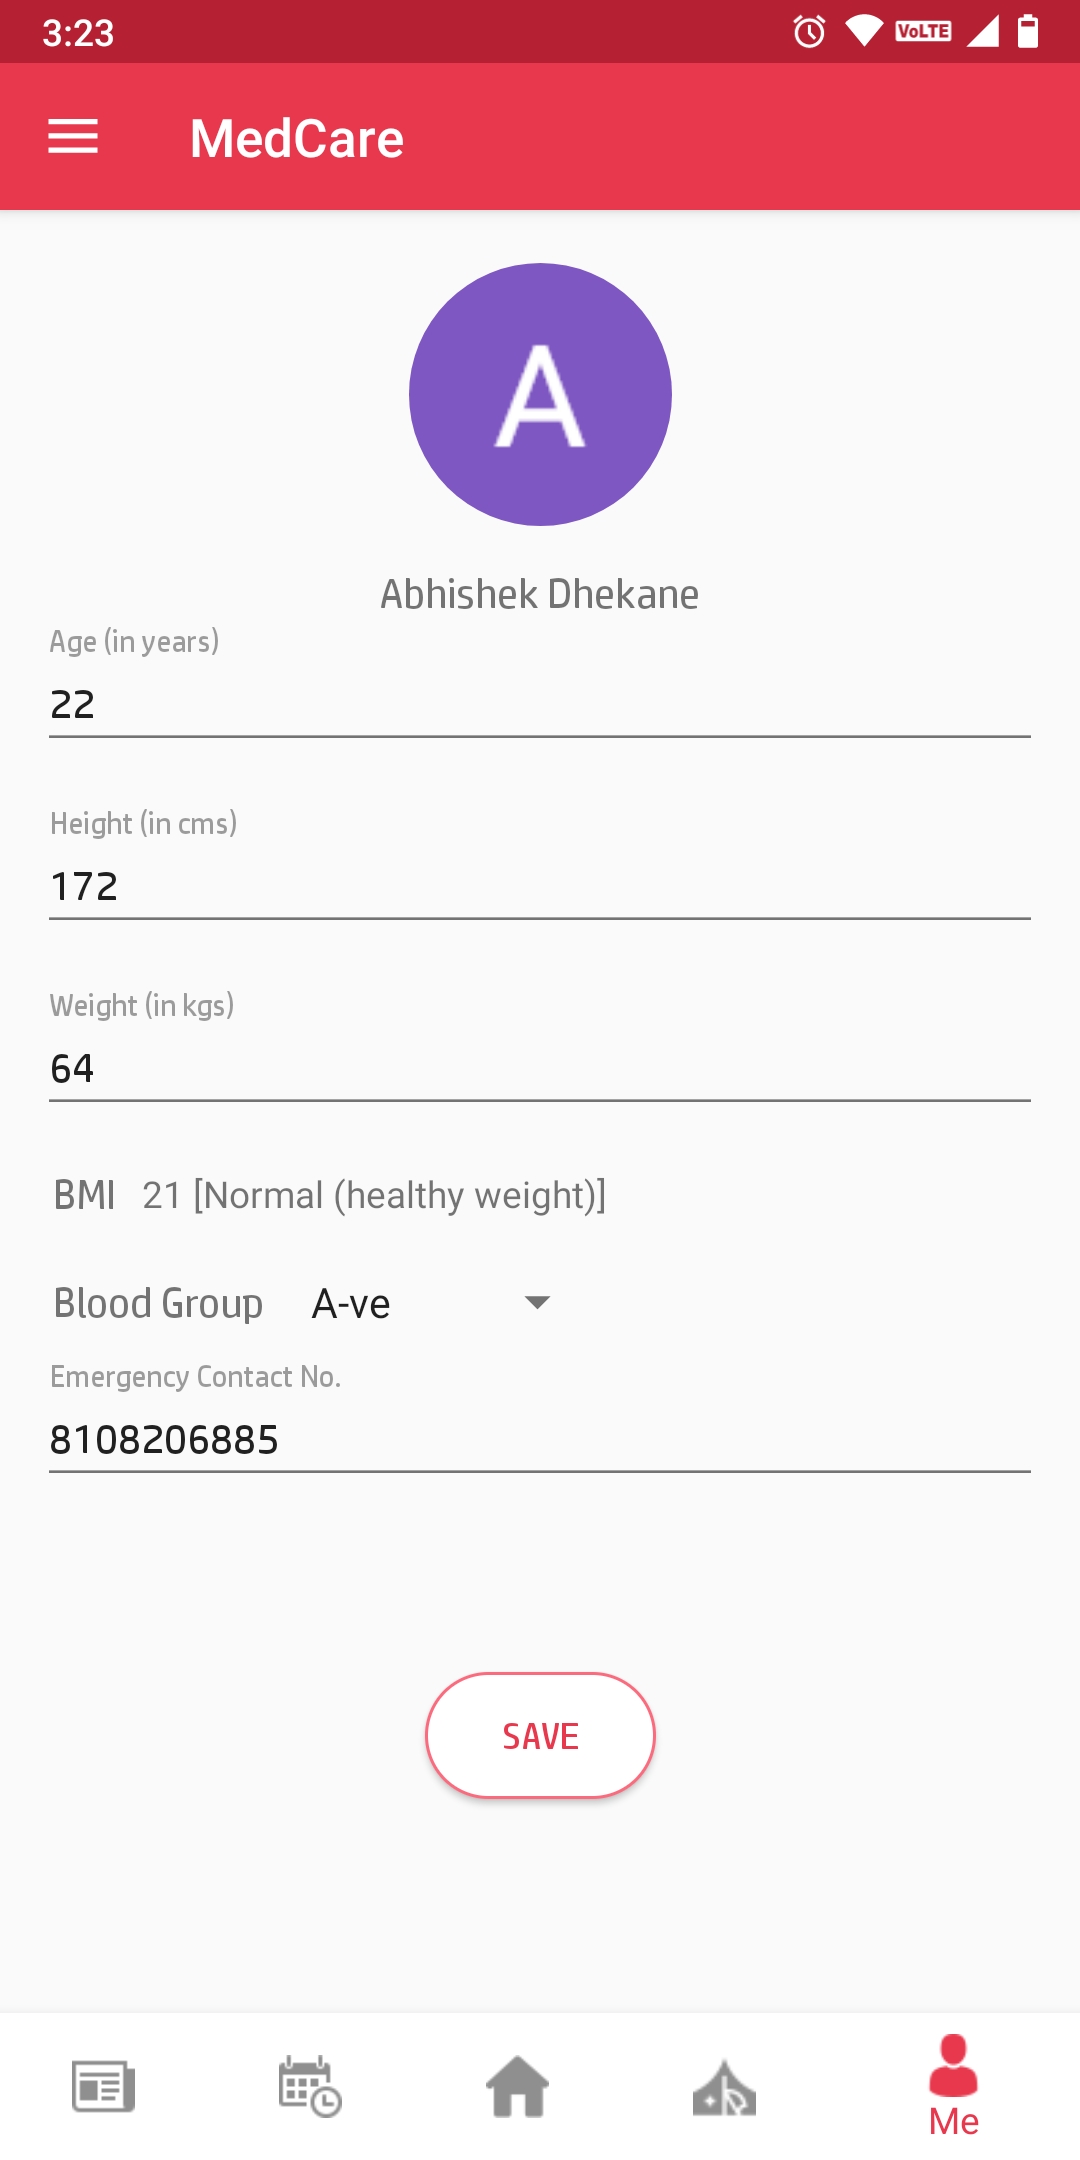 3:23
VoLTE
MedCare
A
Abhishek Dhekane
Age (in years)
22
Height (in cms)
172
Weight (in kgs)
64
BMI 21 [Normal (healthy weight)]
Blood Group A-ve
Emergency Contact No.
8108206885
SAVE
Me